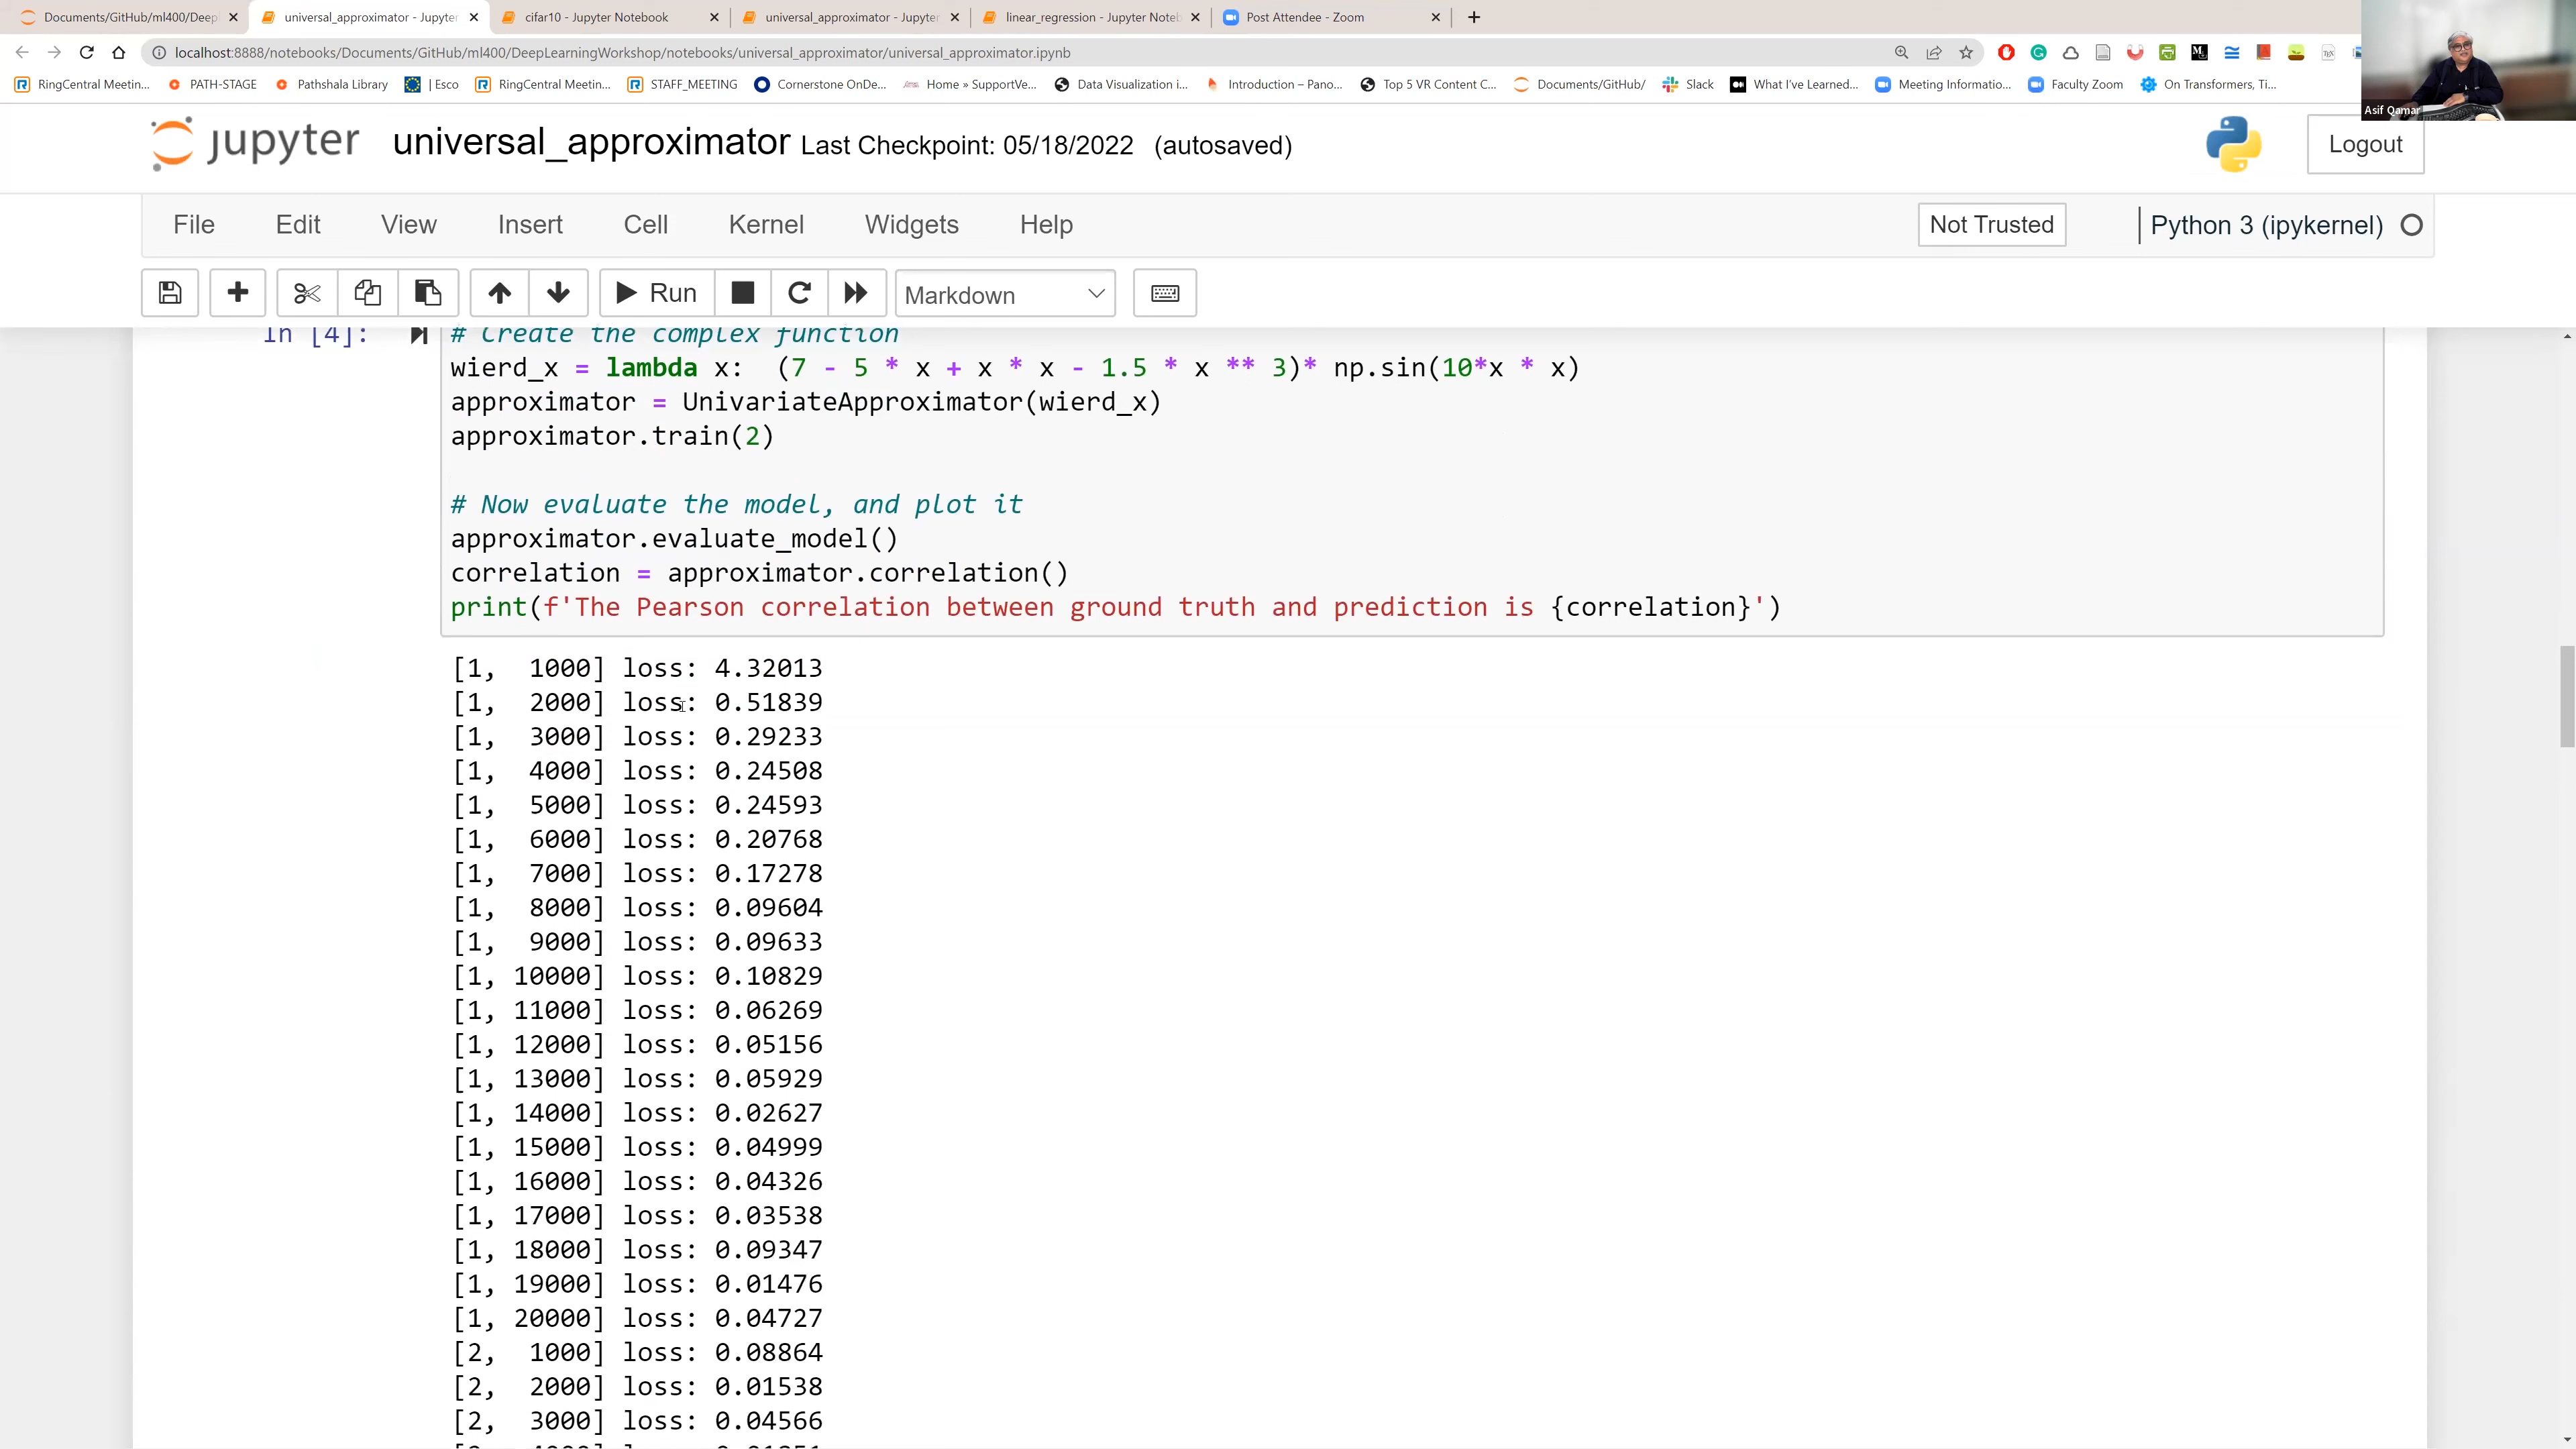 Documents/GitHub/ml400/Deep
universal_approximator - Jupyter
cifar10 - Jupyter Notebook
universal_approximator - Jupyter
linear_regression - Jupyter Noteb
Post Attendee - Zoom
localhost:8888/notebooks/Documents/GitHub/ml400/DeepLearningWorkshop/notebooks/universal_approximator/universal_approximator.ipynb
RingCentral Meetin...
PATH-STAGE
Pathshala Library
| Esco
RingCentral Meetin...
STAFF_MEETING
Cornerstone OnDe...
Home » SupportVe...
Data Visualization i...
Introduction – Pano...
Top 5 VR Content C...
Documents/GitHub/
Slack
What I've Learned...
Meeting Informatio...
Faculty Zoom
On Transformers, Ti...
Asif Qamar
jupyter universal_approximator Last Checkpoint: 05/18/2022 (autosaved)
Logout
File Edit View Insert Cell Kernel Widgets Help
Not Trusted
Python 3 (ipykernel)
Run
Markdown
In [4]:
# Create the complex function
wierd_x = lambda x:  (7 - 5 * x + x * x - 1.5 * x ** 3)* np.sin(10*x * x)
approximator = UnivariateApproximator(wierd_x)
approximator.train(2)
# Now evaluate the model, and plot it
approximator.evaluate_model()
correlation = approximator.correlation()
print(f'The Pearson correlation between ground truth and prediction is {correlation}')
[1,  1000] loss: 4.32013
[1,  2000] loss: 0.51839
[1,  3000] loss: 0.29233
[1,  4000] loss: 0.24508
[1,  5000] loss: 0.24593
[1,  6000] loss: 0.20768
[1,  7000] loss: 0.17278
[1,  8000] loss: 0.09604
[1,  9000] loss: 0.09633
[1, 10000] loss: 0.10829
[1, 11000] loss: 0.06269
[1, 12000] loss: 0.05156
[1, 13000] loss: 0.05929
[1, 14000] loss: 0.02627
[1, 15000] loss: 0.04999
[1, 16000] loss: 0.04326
[1, 17000] loss: 0.03538
[1, 18000] loss: 0.09347
[1, 19000] loss: 0.01476
[1, 20000] loss: 0.04727
[2,  1000] loss: 0.08864
[2,  2000] loss: 0.01538
[2,  3000] loss: 0.04566